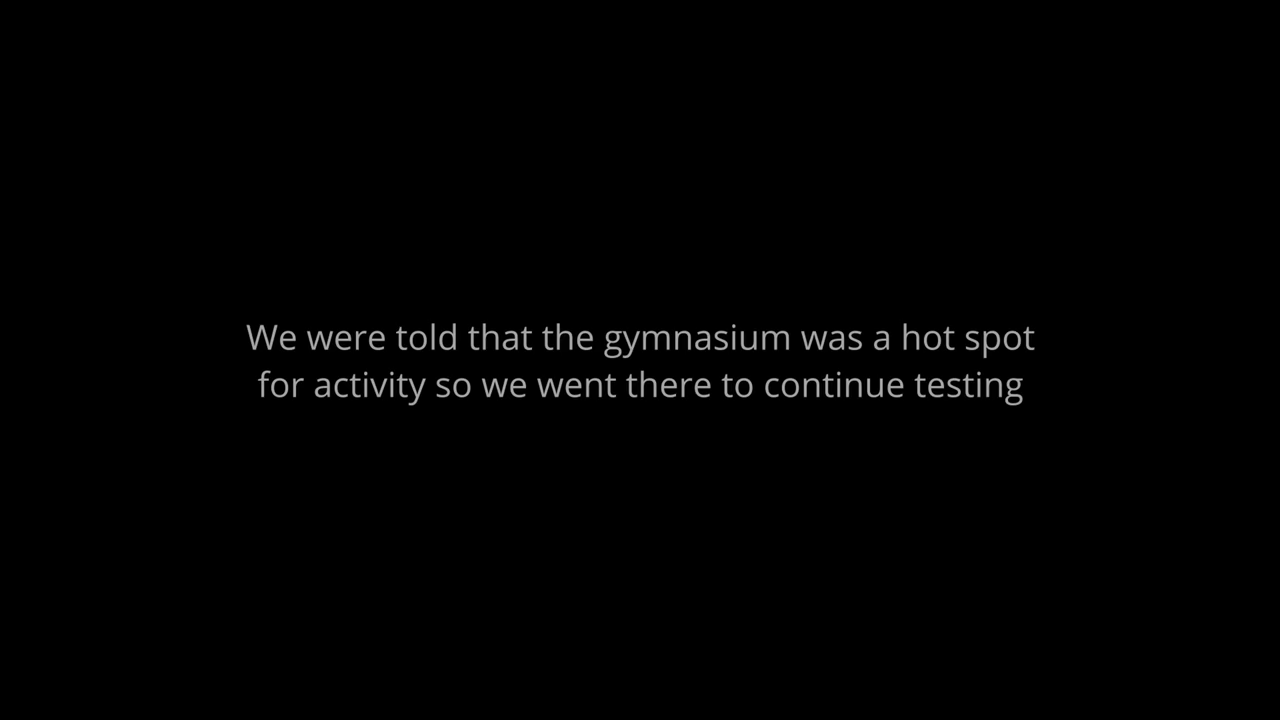 We were told that the gymnasium was a hot spot
for activity so we went there to continue testing